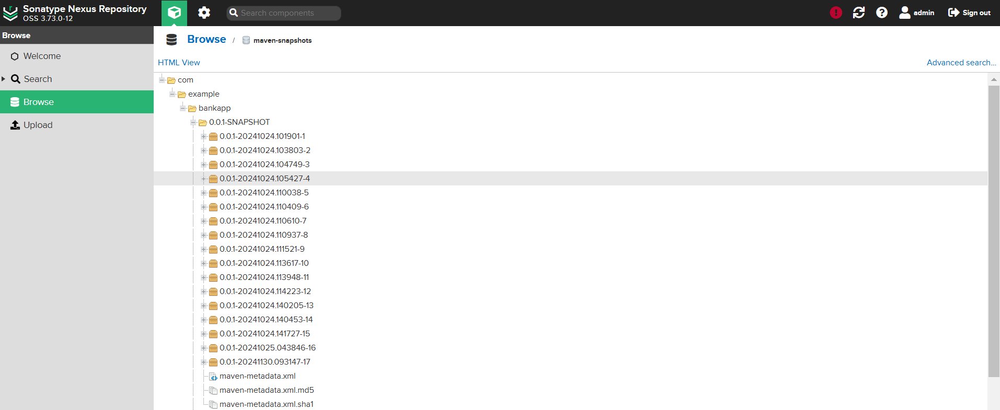 Sonatype Nexus Repository
OSS 3.73.0-12
Search components
admin
Sign out
Browse
Welcome
Search
Browse
Upload
Browse / maven-snapshots
HTML View
Advanced search...
com
example
bankapp
0.0.1-SNAPSHOT
0.0.1-20241024.101901-1
0.0.1-20241024.103803-2
0.0.1-20241024.104749-3
0.0.1-20241024.105427-4
0.0.1-20241024.110038-5
0.0.1-20241024.110409-6
0.0.1-20241024.110610-7
0.0.1-20241024.110937-8
0.0.1-20241024.111521-9
0.0.1-20241024.113617-10
0.0.1-20241024.113948-11
0.0.1-20241024.114223-12
0.0.1-20241024.140205-13
0.0.1-20241024.140453-14
0.0.1-20241024.141727-15
0.0.1-20241025.043846-16
0.0.1-20241130.093147-17
maven-metadata.xml
maven-metadata.xml.md5
maven-metadata.xml.sha1